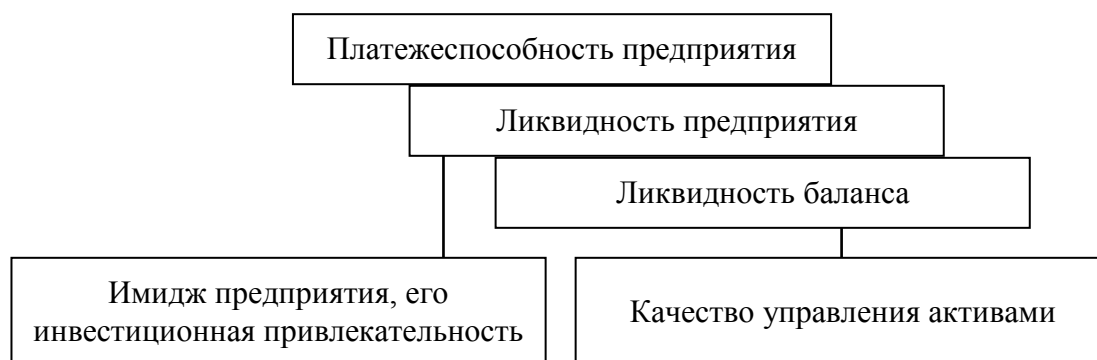 Платежеспособность предприятия
Ликвидность предприятия
Ликвидность баланса
Имидж предприятия, его
инвестиционная привлекательность
Качество управления активами